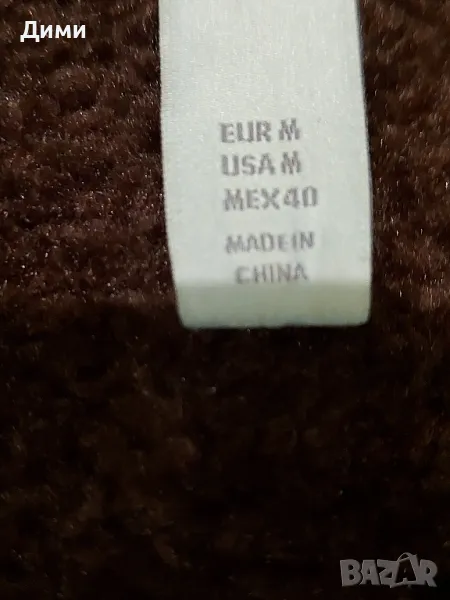 Дими
EUR M
USA M
MEX 40
MADE IN
CHINA
BAZAR